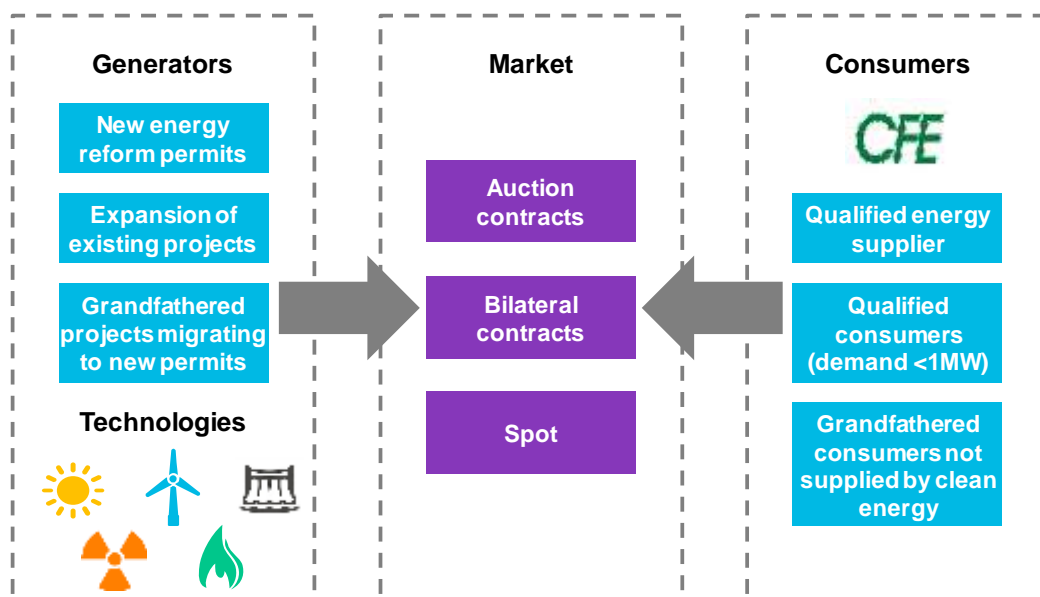 Generators
New energy
reform permits
Expansion of
existing projects
Grandfathered
projects migrating
to new permits
Technologies
Market
Auction
contracts
Bilateral
contracts
Spot
Consumers
CFE
Qualified energy
supplier
Qualified
consumers
(demand <1MW)
Grandfathered
consumers not
supplied by clean
energy